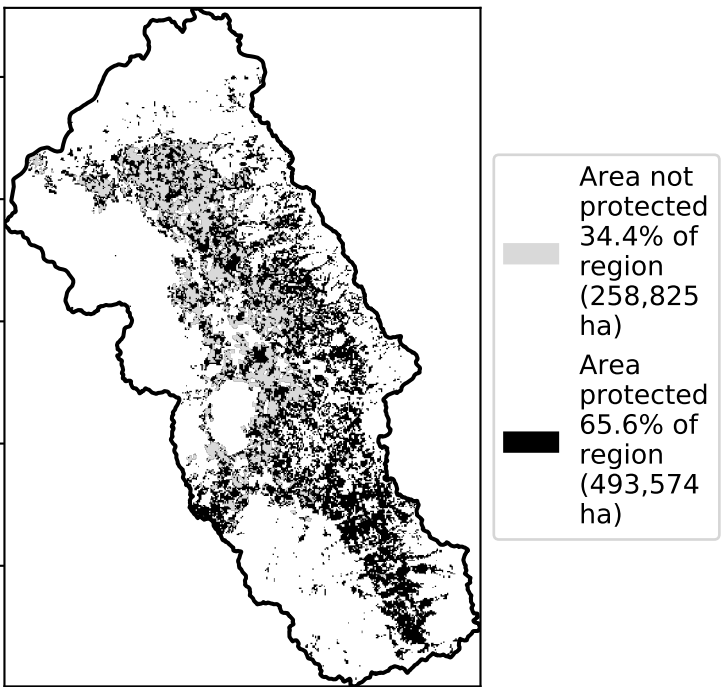 Area not
protected
34.4% of
region
(258,825
ha)
Area
protected
65.6% of
region
(493,574
ha)